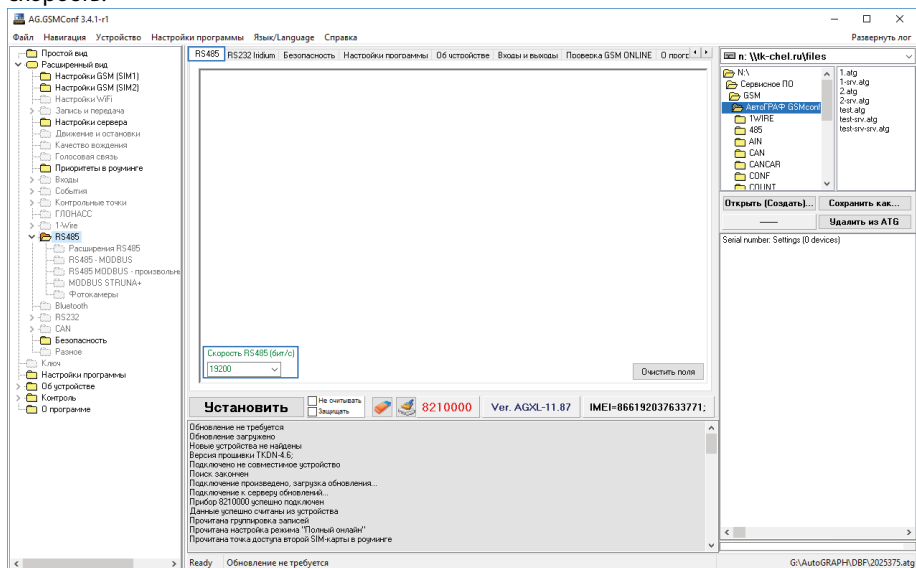 скорость.
AG.GSMConf 3.4.1-r1
Файл Навигация Устройство Настройки программы Язык/Language Справка Развернуть лог
Простой вид
Расширенный вид
Настройки GSM (SIM1)
Настройки GSM (SIM2)
Настройки WiFi
Запись и передача
Настройки сервера
Движение и остановки
Качество вождения
Голосовая связь
Приоритеты в роуминге
Входы
События
Контрольные точки
ГЛОНАСС
1-Wire
RS485
Расширения RS485
RS485 - MODBUS
RS485 MODBUS - произвольн
MODBUS STRUNA+
Фотокамеры
Bluetooth
RS232
CAN
Безопасность
Разное
Ключ
Настройки программы
Об устройстве
Контроль
О программе
RS485 RS232 Iridium Безопасность Настройки программы Об устройстве Входы и выходы Проверка GSM ONLINE О прогр
Скорость RS485 (бит/с)
19200
Очистить поля
Установить
Не считывать
Защищать
8210000 Ver. AGXL-11.87 IMEI=866192037633771;
Обновление не требуется
Обновление загружено
Новые устройства не найдены
Версия прошивки TKDN-4.6;
Подключено не совместимое устройство
Поиск закончен
Подключение произведено, загрузка обновления...
Подключение к серверу обновлений...
Прибор 8210000 успешно подключен
Данные успешно считаны из устройства
Прочитана группировка записей
Прочитана настройка режима "Полный онлайн"
Прочитана точка доступа второй SIM-карты в роуминге
n: \\tk-chel.ru\files
N:\
Сервисное ПО
GSM
АвтоГРАФ GSMconf
1WIRE
485
AIN
CAN
CANCAR
CONF
COUNT
1.atg
1-srv.atg
2.atg
2-srv.atg
test.atg
test-srv.atg
test-srv-srv.atg
Открыть (Создать)... Сохранить как...
Удалить из ATG
Serial number: Settings (0 devices)
Ready Обновление не требуется G:\AutoGRAPH\DBF\2025375.atg